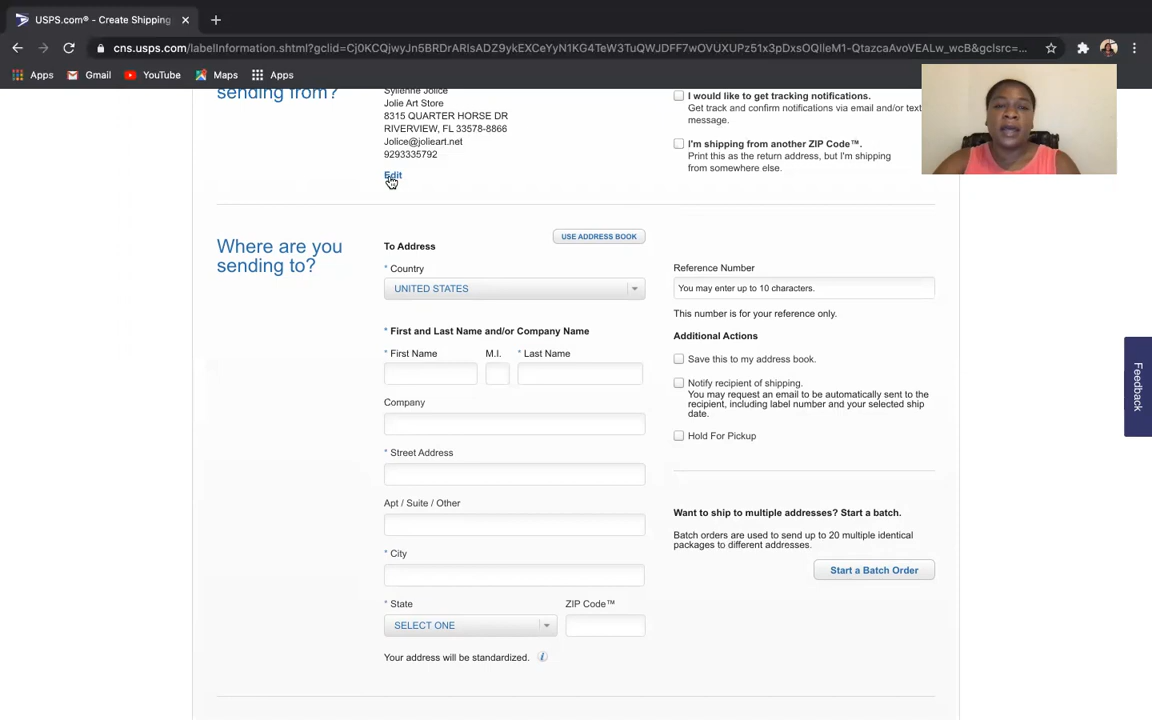 USPS.com® - Create Shipping
cns.usps.com/labelInformation.shtml?gclid=Cj0KCQjwyJn5BRDrARIsADZ9ykEXCeYyN1KG4TeW3TuQWJDFF7wOVUXUPz51x3pDxsOQIleM1-QtazcaAvoVEALw_wcB&gclsrc=...
Apps
Gmail
YouTube
Maps
Apps
sending from?
Sylienne Jolice
Jolie Art Store
8315 QUARTER HORSE DR
RIVERVIEW, FL 33578-8866
Jolice@jolieart.net
9293335792
Edit
I would like to get tracking notifications.
Get track and confirm notifications via email and/or text
message.
I'm shipping from another ZIP Code™.
Print this as the return address, but I'm shipping
from somewhere else.
Where are you
sending to?
To Address
USE ADDRESS BOOK
* Country
UNITED STATES
* First and Last Name and/or Company Name
* First Name
M.I.
* Last Name
Company
* Street Address
Apt / Suite / Other
* City
* State
ZIP Code™
SELECT ONE
Your address will be standardized.
i
Reference Number
You may enter up to 10 characters.
This number is for your reference only.
Additional Actions
Save this to my address book.
Notify recipient of shipping.
You may request an email to be automatically sent to the
recipient, including label number and your selected ship
date.
Hold For Pickup
Want to ship to multiple addresses? Start a batch.
Batch orders are used to send up to 20 multiple identical
packages to different addresses.
Start a Batch Order
Feedback